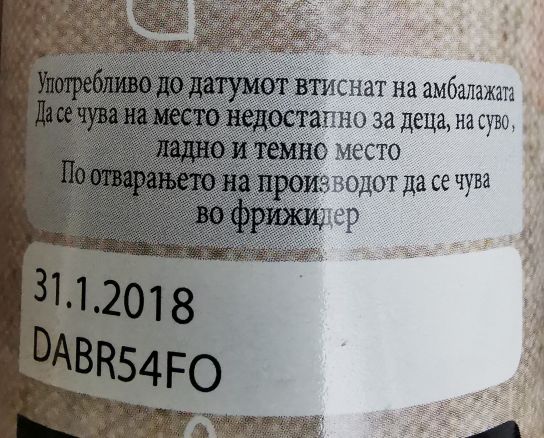 Употребливо до датумот втиснат на амбалажата
Да се чува на место недостапно за деца, на суво,
ладно и темно место
По отварањето на производот да се чува
во фрижидер
31.1.2018
DABR54FO